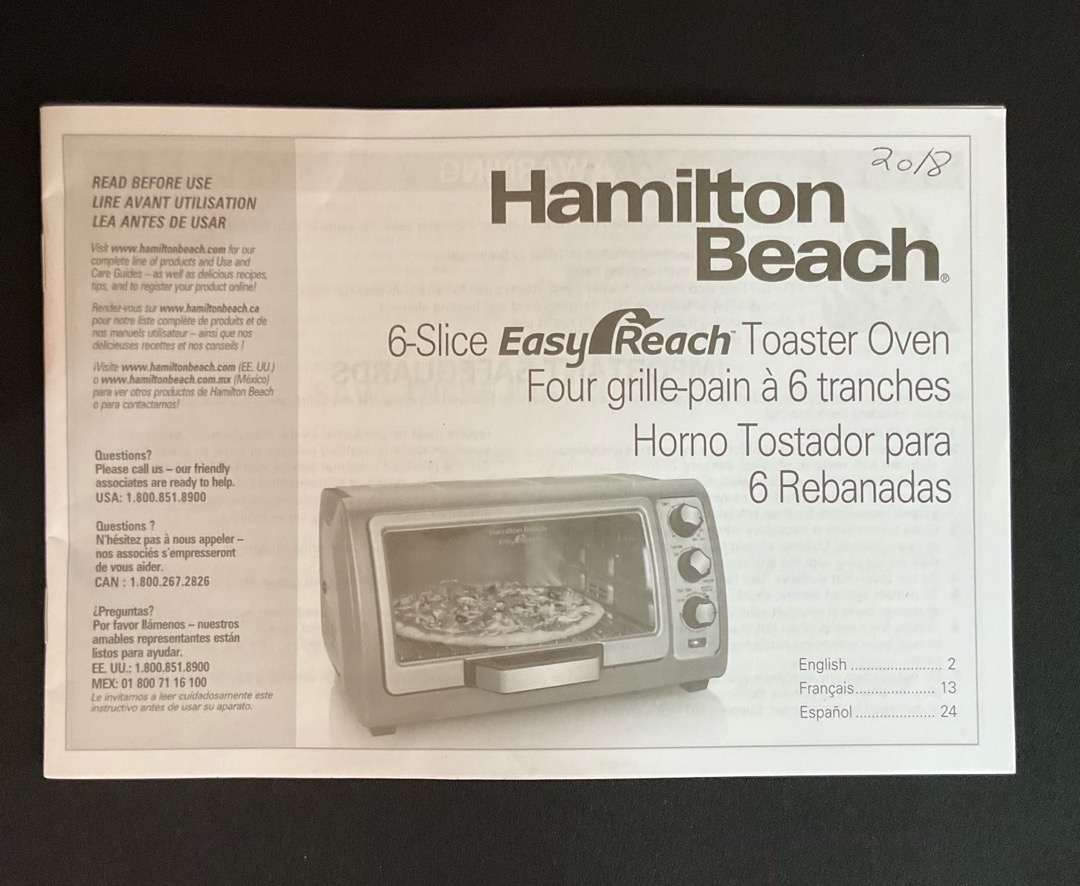 READ BEFORE USE
LIRE AVANT UTILISATION
LEA ANTES DE USAR
Visit www.hamiltonbeach.com for our
complete line of products and Use and
Care Guides – as well as delicious recipes,
tips, and to register your product online!
Rendez-vous sur www.hamiltonbeach.ca
pour notre liste complète de produits et de
nos manuels utilisateur – ainsi que nos
délicieuses recettes et nos conseils !
¡Visite www.hamiltonbeach.com (EE. UU.)
o www.hamiltonbeach.com.mx (México)
para ver otros productos de Hamilton Beach
o para contactarnos!
Questions?
Please call us – our friendly
associates are ready to help.
USA: 1.800.851.8900
Questions ?
N'hésitez pas à nous appeler –
nos associés s'empresseront
de vous aider.
CAN : 1.800.267.2826
¿Preguntas?
Por favor llámenos – nuestros
amables representantes están
listos para ayudar.
EE. UU.: 1.800.851.8900
MEX: 01 800 71 16 100
Le invitamos a leer cuidadosamente este
instructivo antes de usar su aparato.
2018
Hamilton
Beach®
6-Slice Easy Reach™ Toaster Oven
Four grille-pain à 6 tranches
Horno Tostador para
6 Rebanadas
Hamilton Beach
English ...................... 2
Français................... 13
Español .................... 24